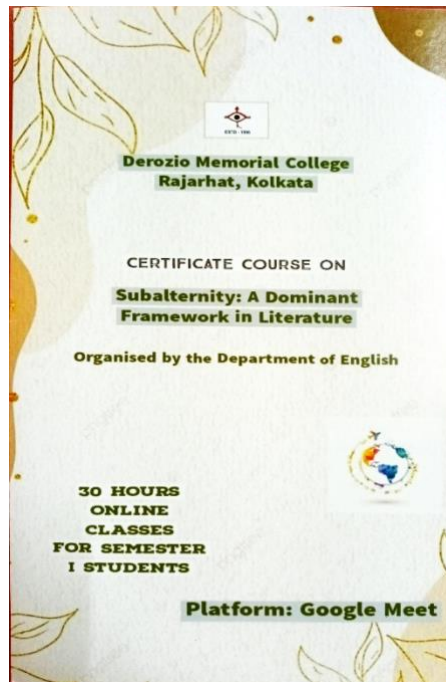 Derozio Memorial College
Rajarhat, Kolkata
CERTIFICATE COURSE ON
Subalternity: A Dominant
Framework in Literature
Organised by the Department of English
30 HOURS
ONLINE
CLASSES
FOR SEMESTER
I STUDENTS
Platform: Google Meet